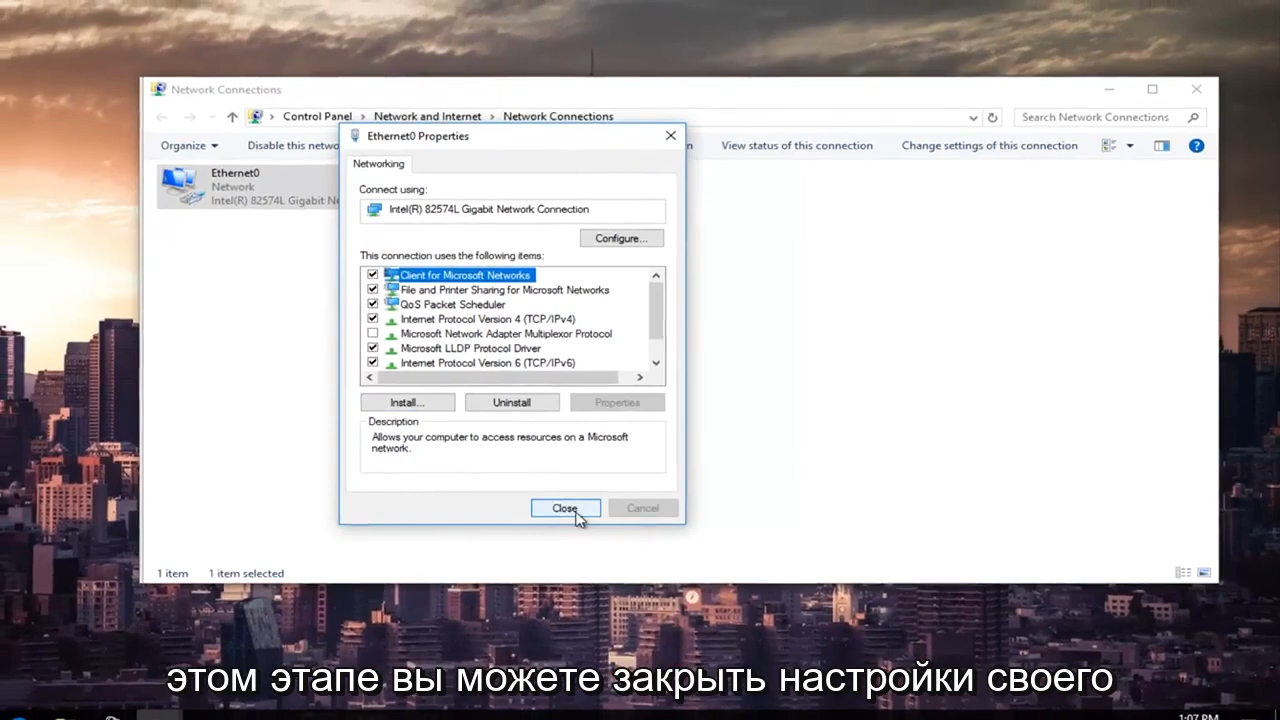 Network Connections
Control Panel > Network and Internet > Network Connections
Search Network Connections
Organize
Disable this netwo
View status of this connection
Change settings of this connection
Ethernet0
Network
Intel(R) 82574L Gigabit Ne
Ethernet0 Properties
Networking
Connect using:
Intel(R) 82574L Gigabit Network Connection
Configure...
This connection uses the following items:
Client for Microsoft Networks
File and Printer Sharing for Microsoft Networks
QoS Packet Scheduler
Internet Protocol Version 4 (TCP/IPv4)
Microsoft Network Adapter Multiplexor Protocol
Microsoft LLDP Protocol Driver
Internet Protocol Version 6 (TCP/IPv6)
Install...
Uninstall
Properties
Description
Allows your computer to access resources on a Microsoft
network.
Close
Cancel
1 item
1 item selected
этом этапе вы можете закрыть настройки своего
1:07 PM